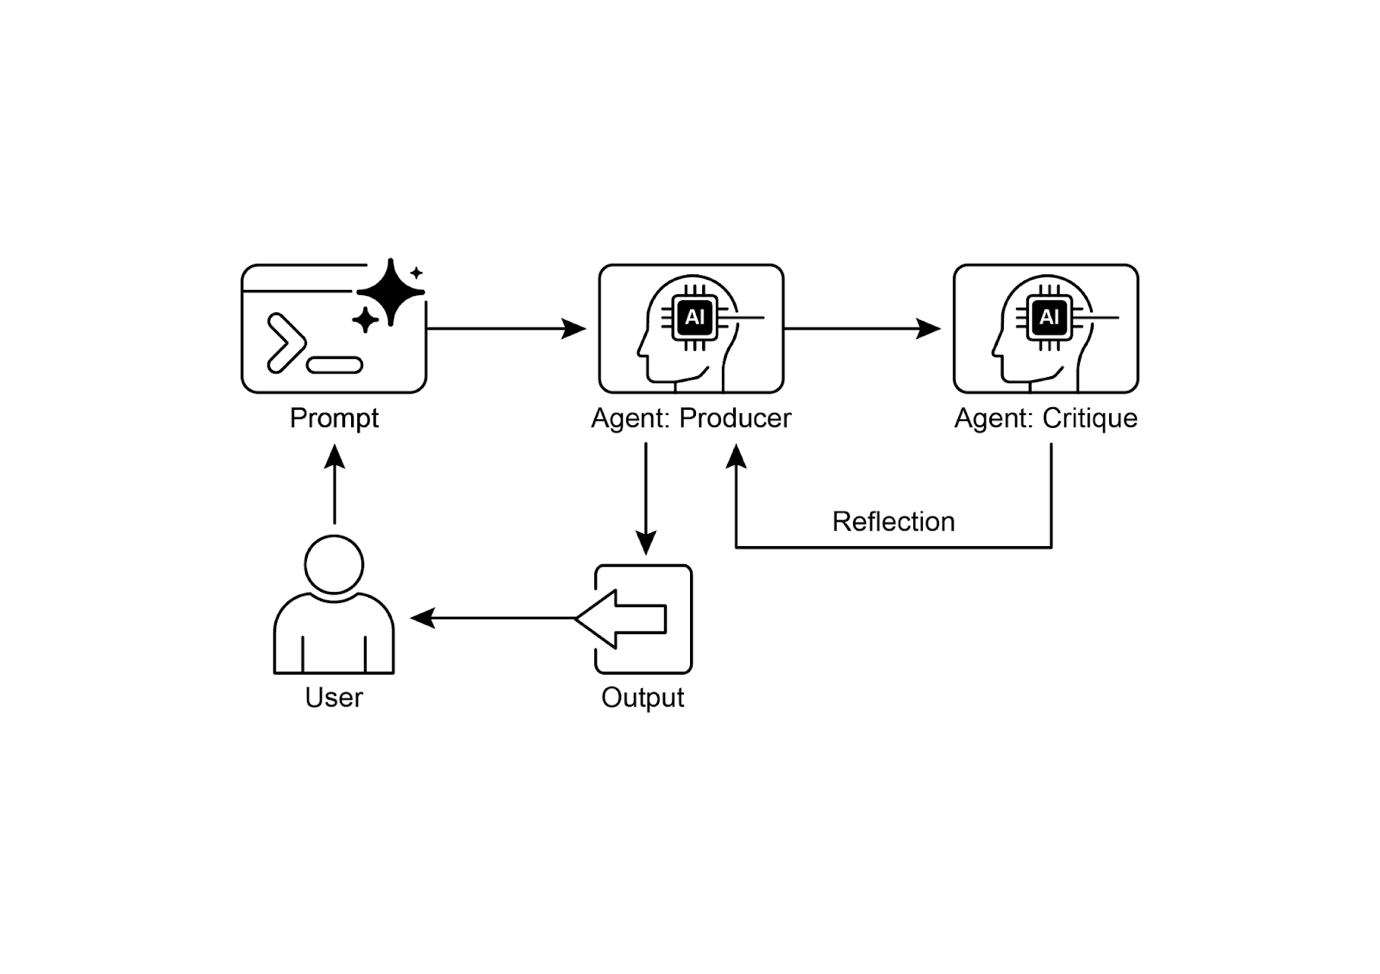 AI
AI
Prompt
Agent: Producer
Agent: Critique
Reflection
User
Output